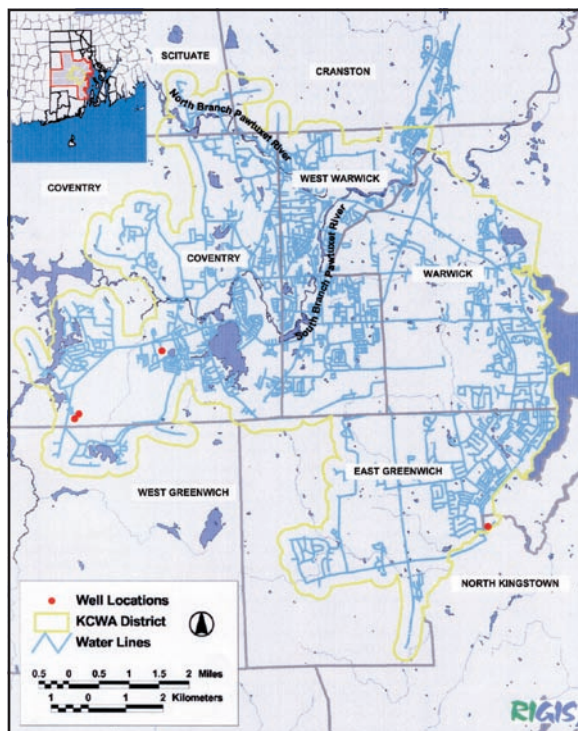 SCITUATE
CRANSTON
North Branch Pawtuxet River
WEST WARWICK
COVENTRY
COVENTRY
South Branch Pawtuxet River
WARWICK
EAST GREENWICH
WEST GREENWICH
NORTH KINGSTOWN
Well Locations
KCWA District
Water Lines
0.5 0 0.5 1 1.5 2 Miles
1 0 1 2 Kilometers
RIGIS